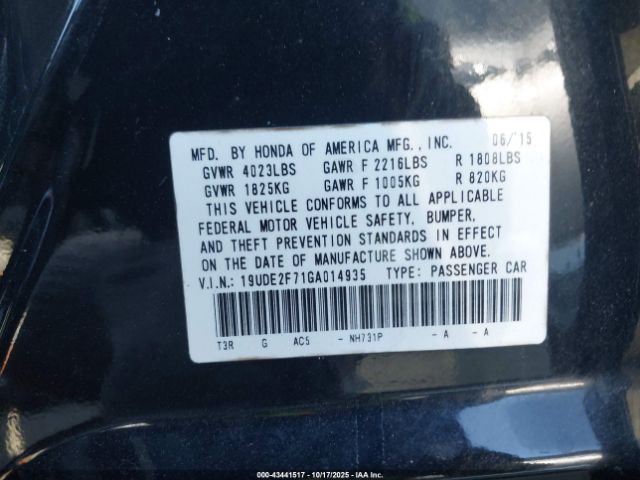 MFD. BY HONDA OF AMERICA MFG., INC. 06/'15
GVWR 4023LBS GAWR F 2216LBS R 1808LBS
GVWR 1825KG GAWR F 1005KG R 820KG
THIS VEHICLE CONFORMS TO ALL APPLICABLE
FEDERAL MOTOR VEHICLE SAFETY, BUMPER,
AND THEFT PREVENTION STANDARDS IN EFFECT
ON THE DATE OF MANUFACTURE SHOWN ABOVE.
V.I.N.: 19UDE2F71GA014935 TYPE: PASSENGER CAR
T3R G AC5 - NH731P - A - A
000-43441517 - 10/17/2025 - IAA Inc.